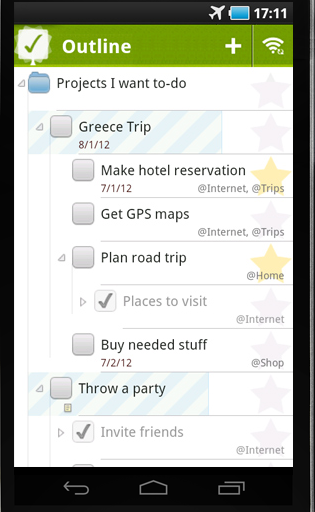 17:11
Outline
Projects I want to-do
Greece Trip
8/1/12
Make hotel reservation
7/1/12 @Internet, @Trips
Get GPS maps
@Internet, @Trips
Plan road trip
@Home
Places to visit
@Internet
Buy needed stuff
7/2/12 @Shop
Throw a party
Invite friends
@Internet